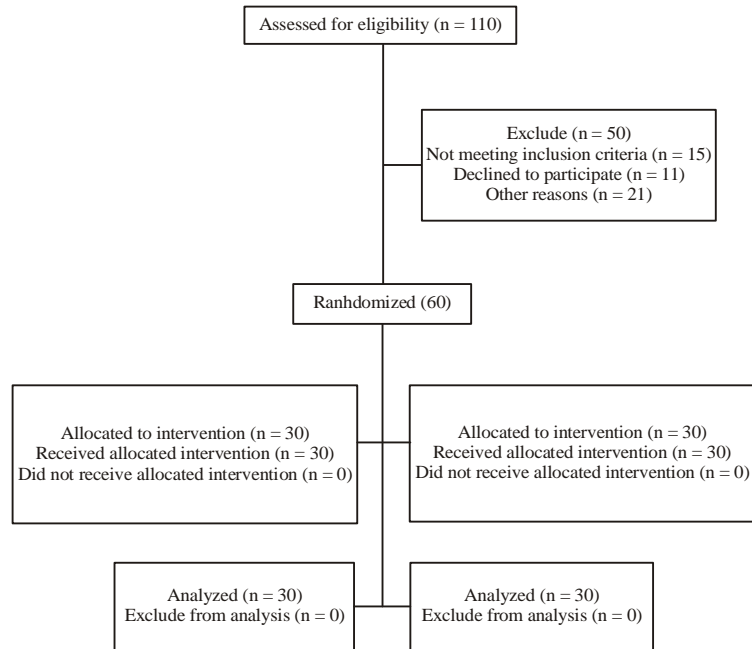 Assessed for eligibility (n = 110)
Exclude (n = 50)
Not meeting inclusion criteria (n = 15)
Declined to participate (n = 11)
Other reasons (n = 21)
Ranhdomized (60)
Allocated to intervention (n = 30)
Received allocated intervention (n = 30)
Did not receive allocated intervention (n = 0)
Allocated to intervention (n = 30)
Received allocated intervention (n = 30)
Did not receive allocated intervention (n = 0)
Analyzed (n = 30)
Exclude from analysis (n = 0)
Analyzed (n = 30)
Exclude from analysis (n = 0)